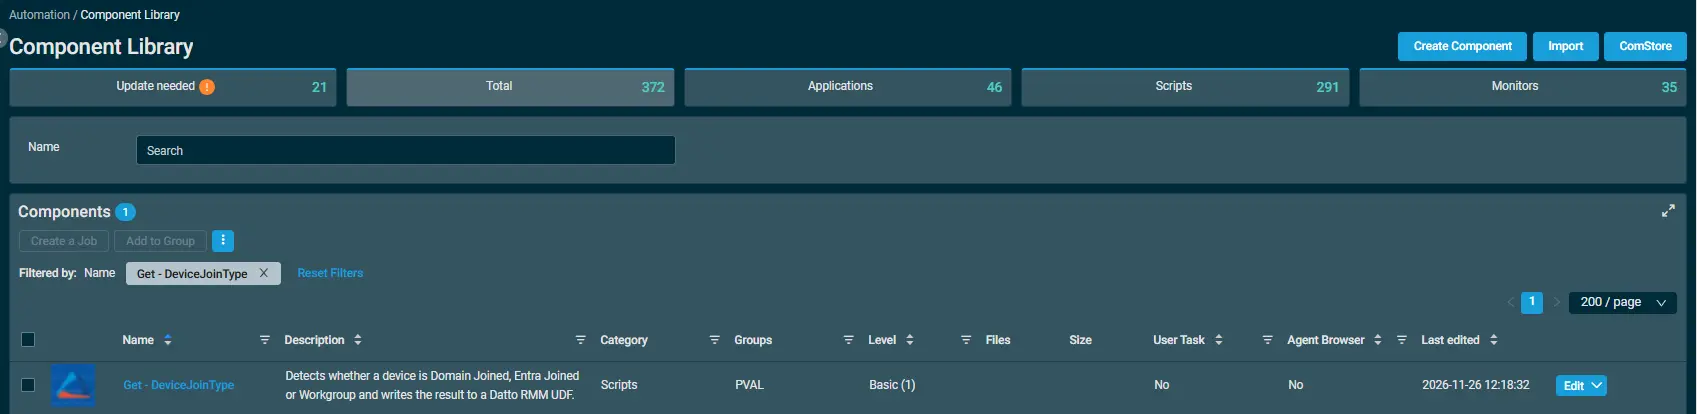 Automation / Component Library
Component Library
Create Component Import ComStore
Update needed ! 21 Total 372 Applications 46 Scripts 291 Monitors 35
Name Search
Components 1
Create a Job Add to Group
Filtered by: Name Get - DeviceJoinType X Reset Filters
< 1 > 200 / page
Name Description Category Groups Level Files Size User Task Agent Browser Last edited
Get - DeviceJoinType Detects whether a device is Domain Joined, Entra Joined Scripts PVAL Basic (1) No No 2026-11-26 12:18:32 Edit
or Workgroup and writes the result to a Datto RMM UDF.